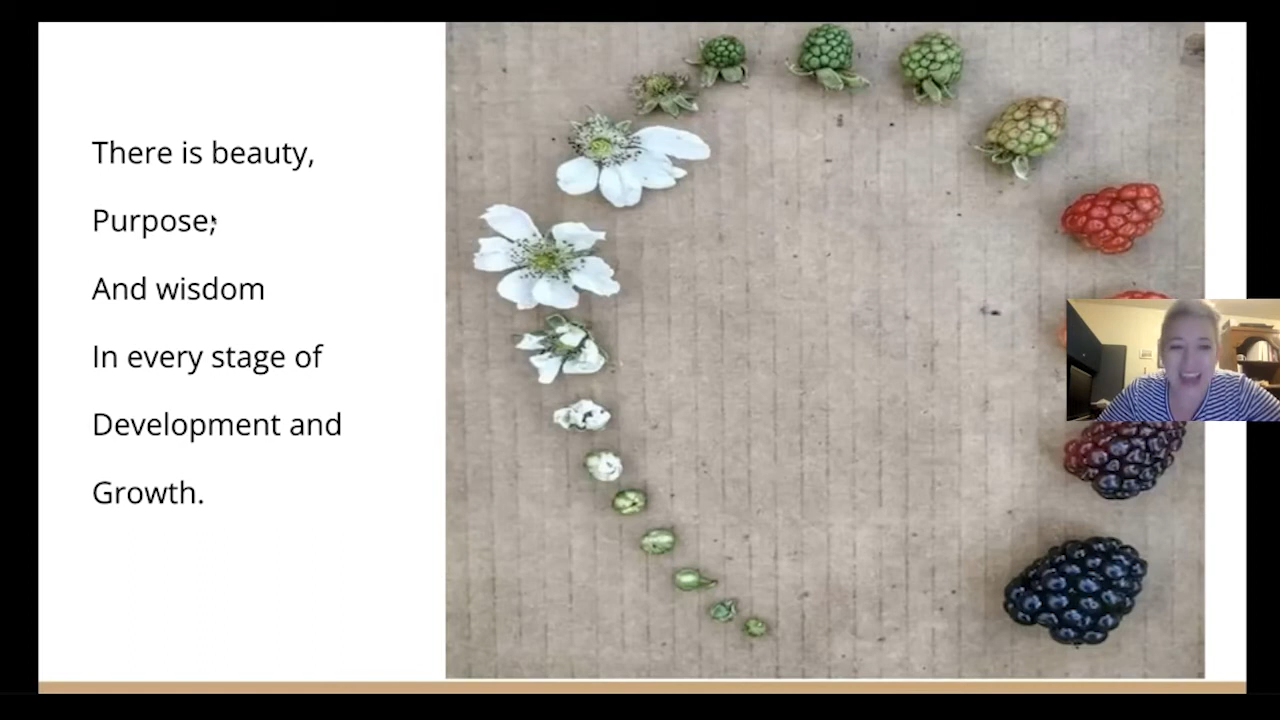 There is beauty,
Purpose,
And wisdom
In every stage of
Development and
Growth.